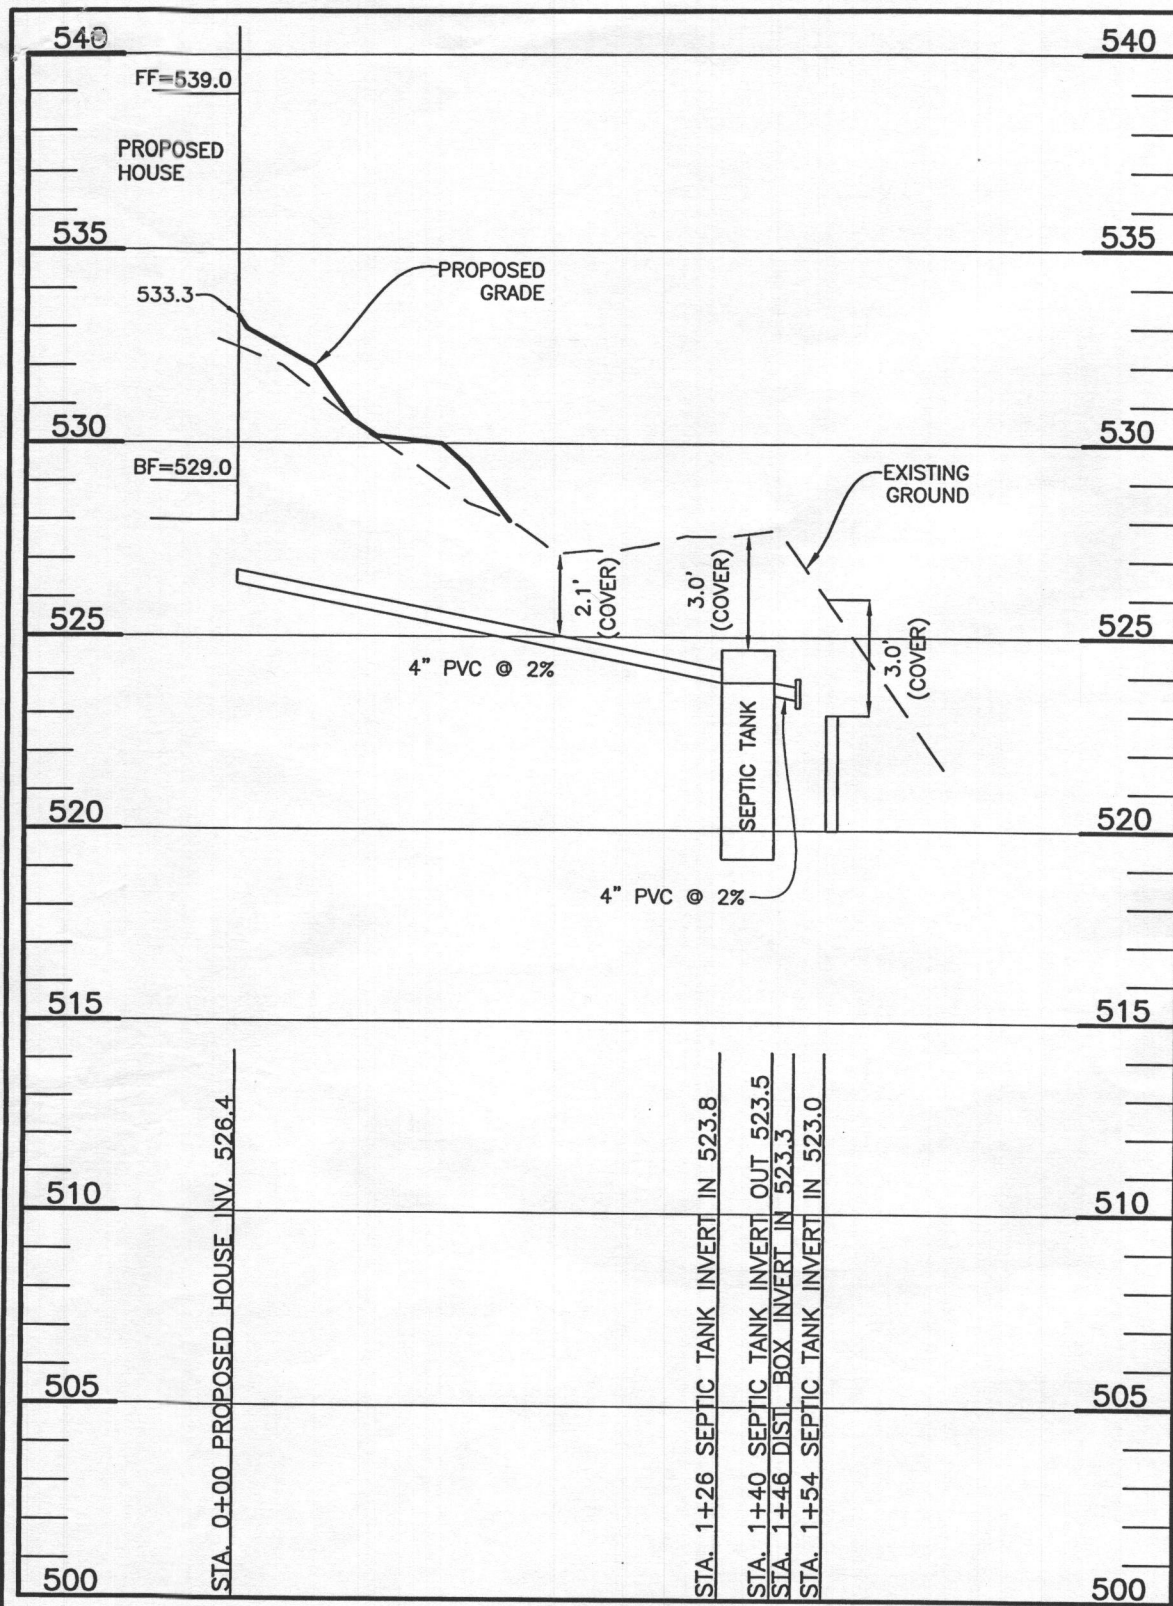 540
540
FF=539.0
PROPOSED
HOUSE
535
535
PROPOSED
GRADE
533.3
530
530
BF=529.0
EXISTING
GROUND
2.1'
(COVER)
3.0'
(COVER)
525
525
3.0'
(COVER)
4" PVC @ 2%
SEPTIC TANK
520
520
4" PVC @ 2%
515
515
STA. 0+00 PROPOSED HOUSE INV. 526.4
STA. 1+26 SEPTIC TANK INVERT IN 523.8
STA. 1+40 SEPTIC TANK INVERT OUT 523.5
STA. 1+46 DIST. BOX INVERT IN 523.3
STA. 1+54 SEPTIC TANK INVERT IN 523.0
510
510
505
505
500
500